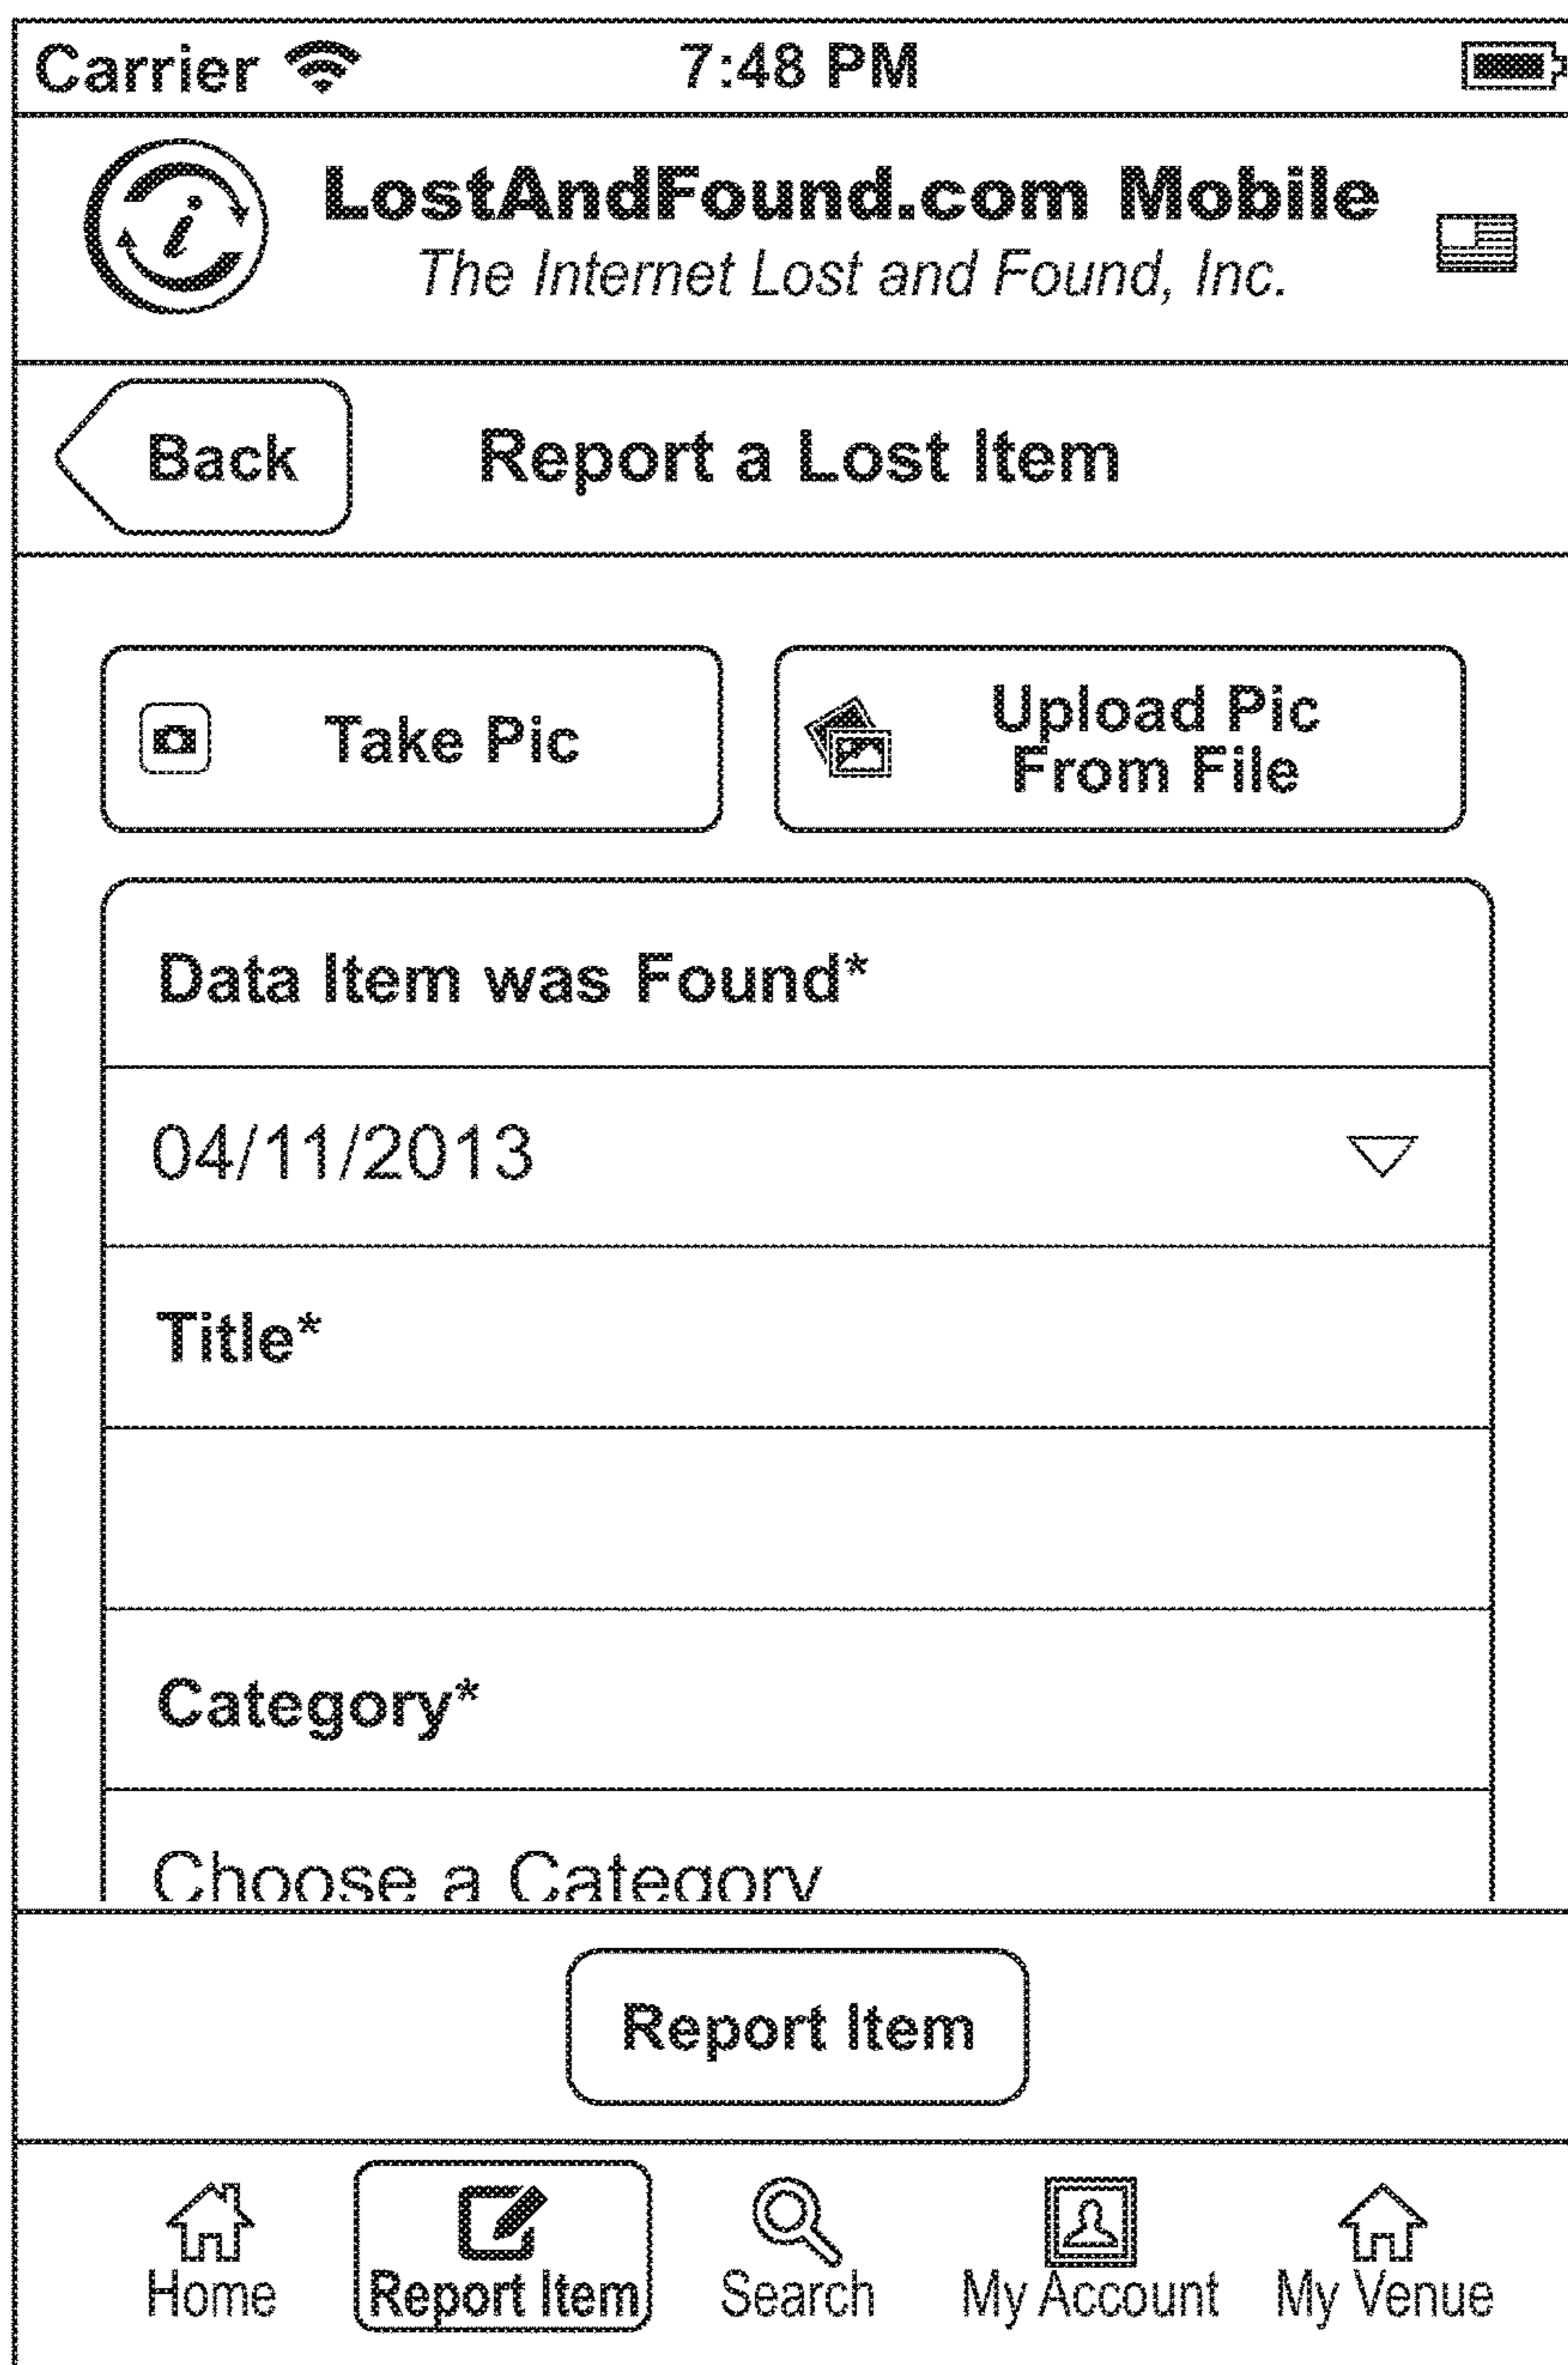 Carrier 7:48 PM
LostAndFound.com Mobile
The Internet Lost and Found, Inc.
Back Report a Lost Item
Take Pic
Upload Pic
From File
Data Item was Found*
04/11/2013
Title*
Category*
Choose a Category
Report Item
Home Report Item Search My Account My Venue